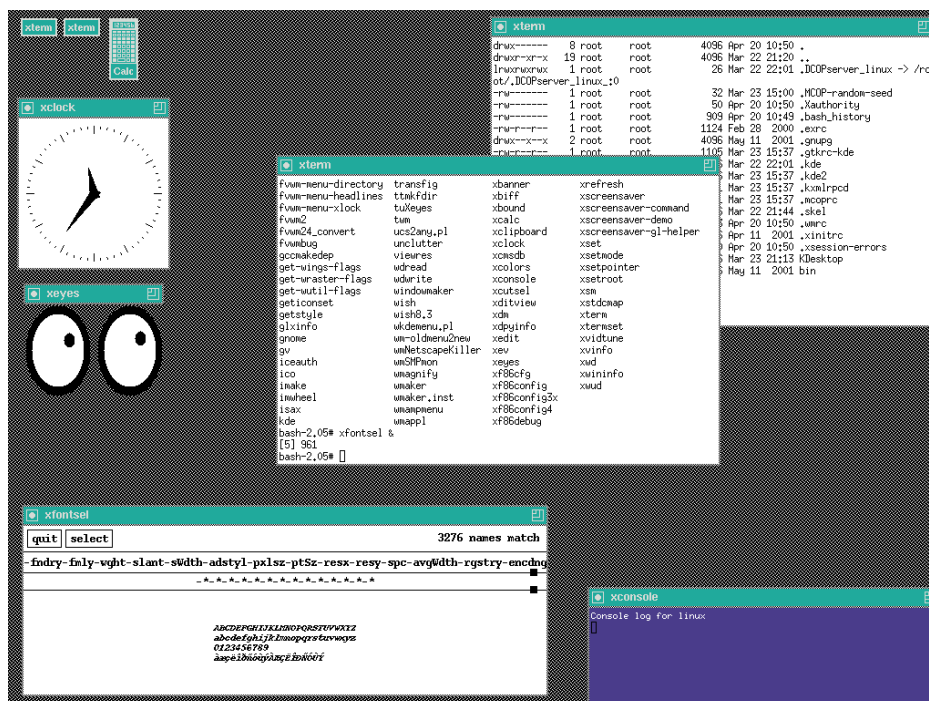 xterm
xterm
Calc
xclock
xeyes
xterm
drwx------ 8 root root 4096 Apr 20 10:50 .
drwxr-xr-x 19 root root 4096 Mar 22 21:20 ..
lrwxrwxrwx 1 root root 26 Mar 22 22:01 .DCOPserver_linux -> /ro
ot/.DCOPserver_linux_:0
-rw------- 1 root root 32 Mar 23 15:00 .MCOP-random-seed
-rw------- 1 root root 50 Apr 20 10:50 .Xauthority
-rw------- 1 root root 909 Apr 20 10:49 .bash_history
-rw-r--r-- 1 root root 1124 Feb 28 2000 .exrc
drwx--x--x 2 root root 4096 May 11 2001 .gnupg
-rw-r--r-- 1 root root 1105 Mar 23 15:37 .gtkrc-kde
Mar 22 22:01 .kde
Mar 23 15:37 .kde2
Mar 23 15:37 .kxmlrpcd
Mar 23 15:37 .mcoprc
Mar 22 21:44 .skel
Apr 20 10:50 .wmrc
Apr 11 2001 .xinitrc
Apr 20 10:50 .xsession-errors
Mar 23 21:13 KDesktop
May 11 2001 bin
xterm
fvwm-menu-directory transfig xbanner xrefresh
fvwm-menu-headlines ttmkfdir xbiff xscreensaver
fvwm-menu-xlock tuXeyes xbound xscreensaver-command
fvwm2 twm xcalc xscreensaver-demo
fvwm24_convert ucs2any.pl xclipboard xscreensaver-gl-helper
fvwmbug unclutter xclock xset
gccmakedep viewres xcmsdb xsetmode
get-wings-flags wdread xcolors xsetpointer
get-wraster-flags wdwrite xconsole xsetroot
get-wutil-flags windowmaker xcutsel xsm
geticonset wish xditview xstdcmap
getstyle wish8.3 xdm xterm
glxinfo wkdemenu.pl xdpyinfo xtermset
gnome wm-oldmenu2new xedit xvidtune
gv wmNetscapeKiller xev xvinfo
iceauth wmSMPmon xeyes xwd
ico wmagnify xf86cfg xwininfo
imake wmaker xf86config xwud
imwheel wmaker.inst xf86config3x
isax wmampmenu xf86config4
kde wmappl xf86debug
bash-2.05# xfontsel &
[5] 961
bash-2.05#
xfontsel
quit select 3276 names match
-fndry-fmly-wght-slant-sWdth-adstyl-pxlsz-ptSz-resx-resy-spc-avgWdth-rgstry-encdng
-*-*-*-*-*-*-*-*-*-*-*-*-*-*
ABCDEFGHIJKLMNOPQRSTUVWXYZ
abcdefghijklmnopqrstuvwxyz
0123456789
xconsole
Console log for linux